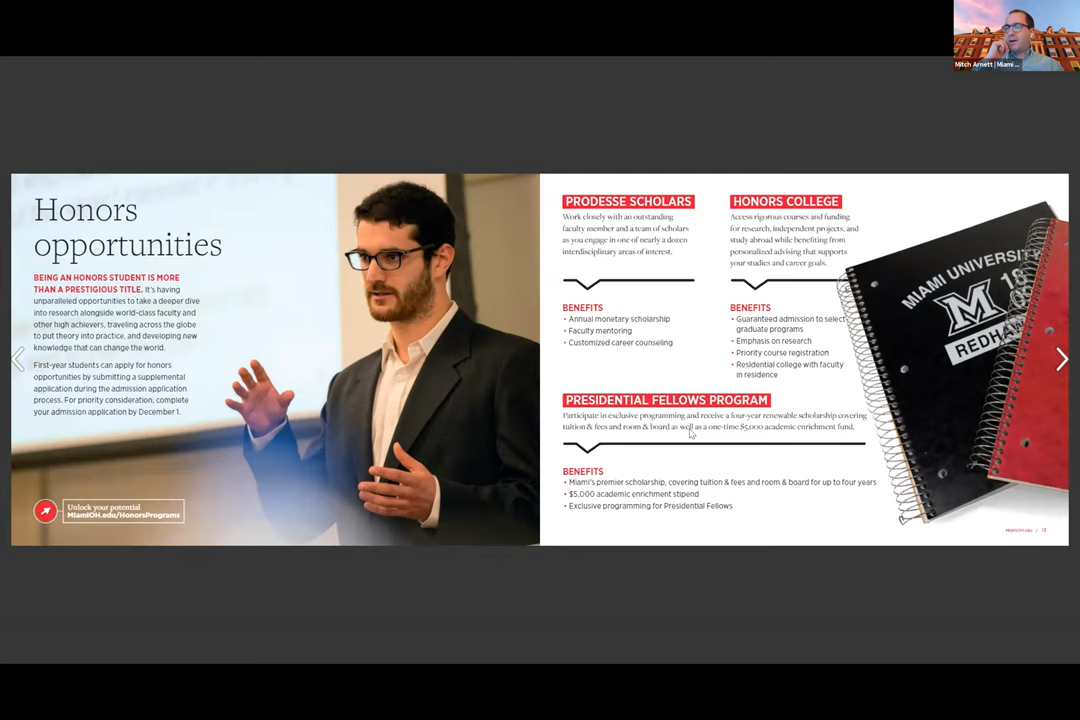 Mitch Arnett | Miami ...
Honors
opportunities
BEING AN HONORS STUDENT IS MORE
THAN A PRESTIGIOUS TITLE. It's having
unparalleled opportunities to take a deeper dive
into research alongside world-class faculty and
other high achievers, traveling across the globe
to put theory into practice, and developing new
knowledge that can change the world.
First-year students can apply for honors
opportunities by submitting a supplemental
application during the admission application
process. For priority consideration, complete
your admission application by December 1.
Unlock your potential
MiamiOH.edu/HonorsPrograms
PRODESSE SCHOLARS
Work closely with an outstanding
faculty member and a team of scholars
as you engage in one of nearly a dozen
interdisciplinary areas of interest.
BENEFITS
• Annual monetary scholarship
• Faculty mentoring
• Customized career counseling
HONORS COLLEGE
Access rigorous courses and funding
for research, independent projects, and
study abroad while benefiting from
personalized advising that supports
your studies and career goals.
BENEFITS
• Guaranteed admission to select
graduate programs
• Emphasis on research
• Priority course registration
• Residential college with faculty
in residence
PRESIDENTIAL FELLOWS PROGRAM
Participate in exclusive programming and receive a four-year renewable scholarship covering
tuition & fees and room & board as well as a one-time $5,000 academic enrichment fund.
BENEFITS
• Miami's premier scholarship, covering tuition & fees and room & board for up to four years
• $5,000 academic enrichment stipend
• Exclusive programming for Presidential Fellows
MIAMI UNIVERSITY
M
18
REDHAW
MiamiOH.edu / 13